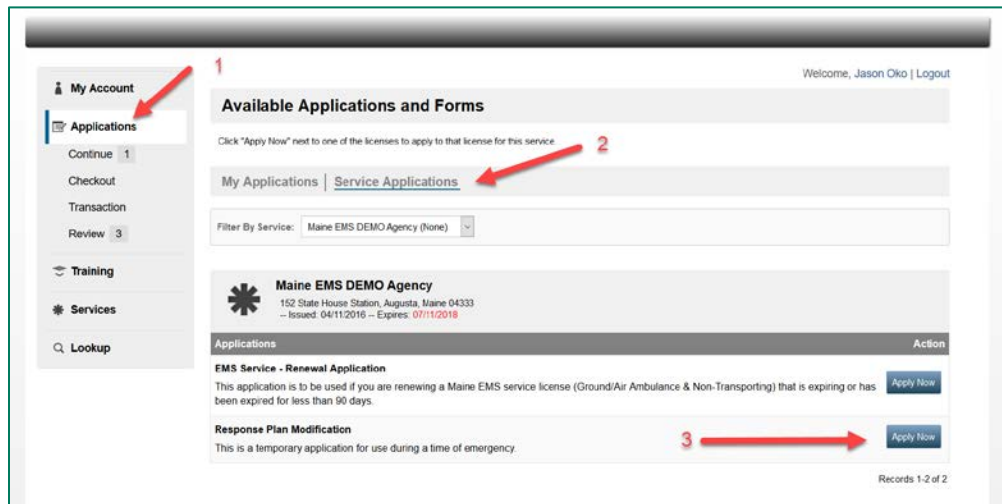 1
Welcome, Jason Oko | Logout
My Account
Available Applications and Forms
Applications
Click "Apply Now" next to one of the licenses to apply to that license for this service
2
Continue 1
Checkout
My Applications | Service Applications
Transaction
Review 3
Filter By Service: Maine EMS DEMO Agency (None)
Training
Maine EMS DEMO Agency
152 State House Station, Augusta, Maine 04333
-- Issued: 04/11/2016 -- Expires: 07/11/2018
Services
Lookup
Applications Action
EMS Service - Renewal Application
This application is to be used if you are renewing a Maine EMS service license (Ground/Air Ambulance & Non-Transporting) that is expiring or has
been expired for less than 90 days.
Apply Now
Response Plan Modification
This is a temporary application for use during a time of emergency.
3
Apply Now
Records 1-2 of 2